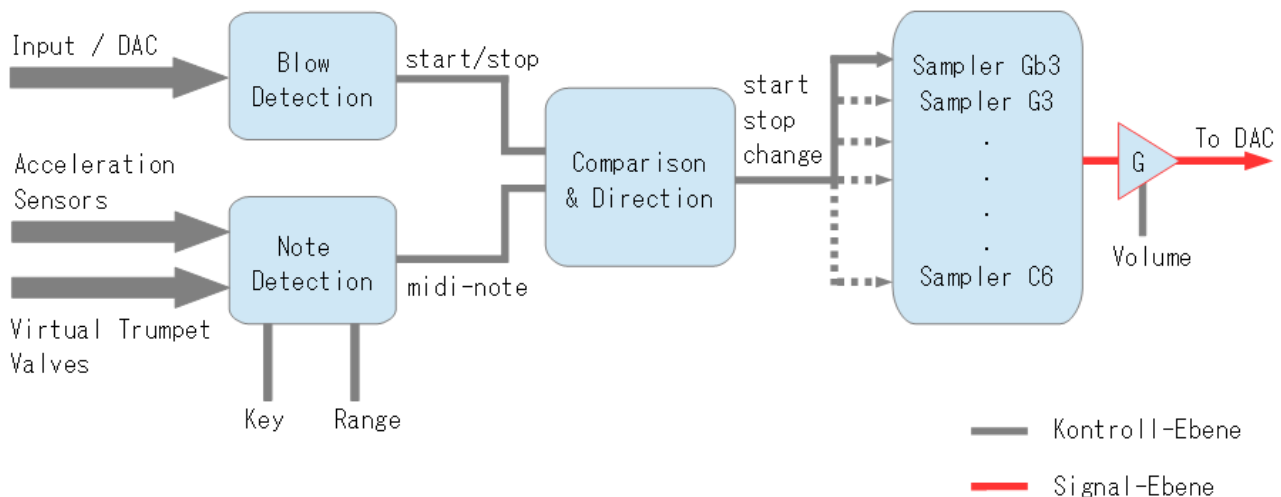 Input / DAC
Blow
Detection
start/stop
Acceleration
Sensors
Note
Detection
midi-note
Virtual Trumpet
Valves
Key
Range
Comparison
& Direction
start
stop
change
Sampler Gb3
Sampler G3
.
.
.
.
Sampler C6
G
To DAC
Volume
Kontroll-Ebene
Signal-Ebene